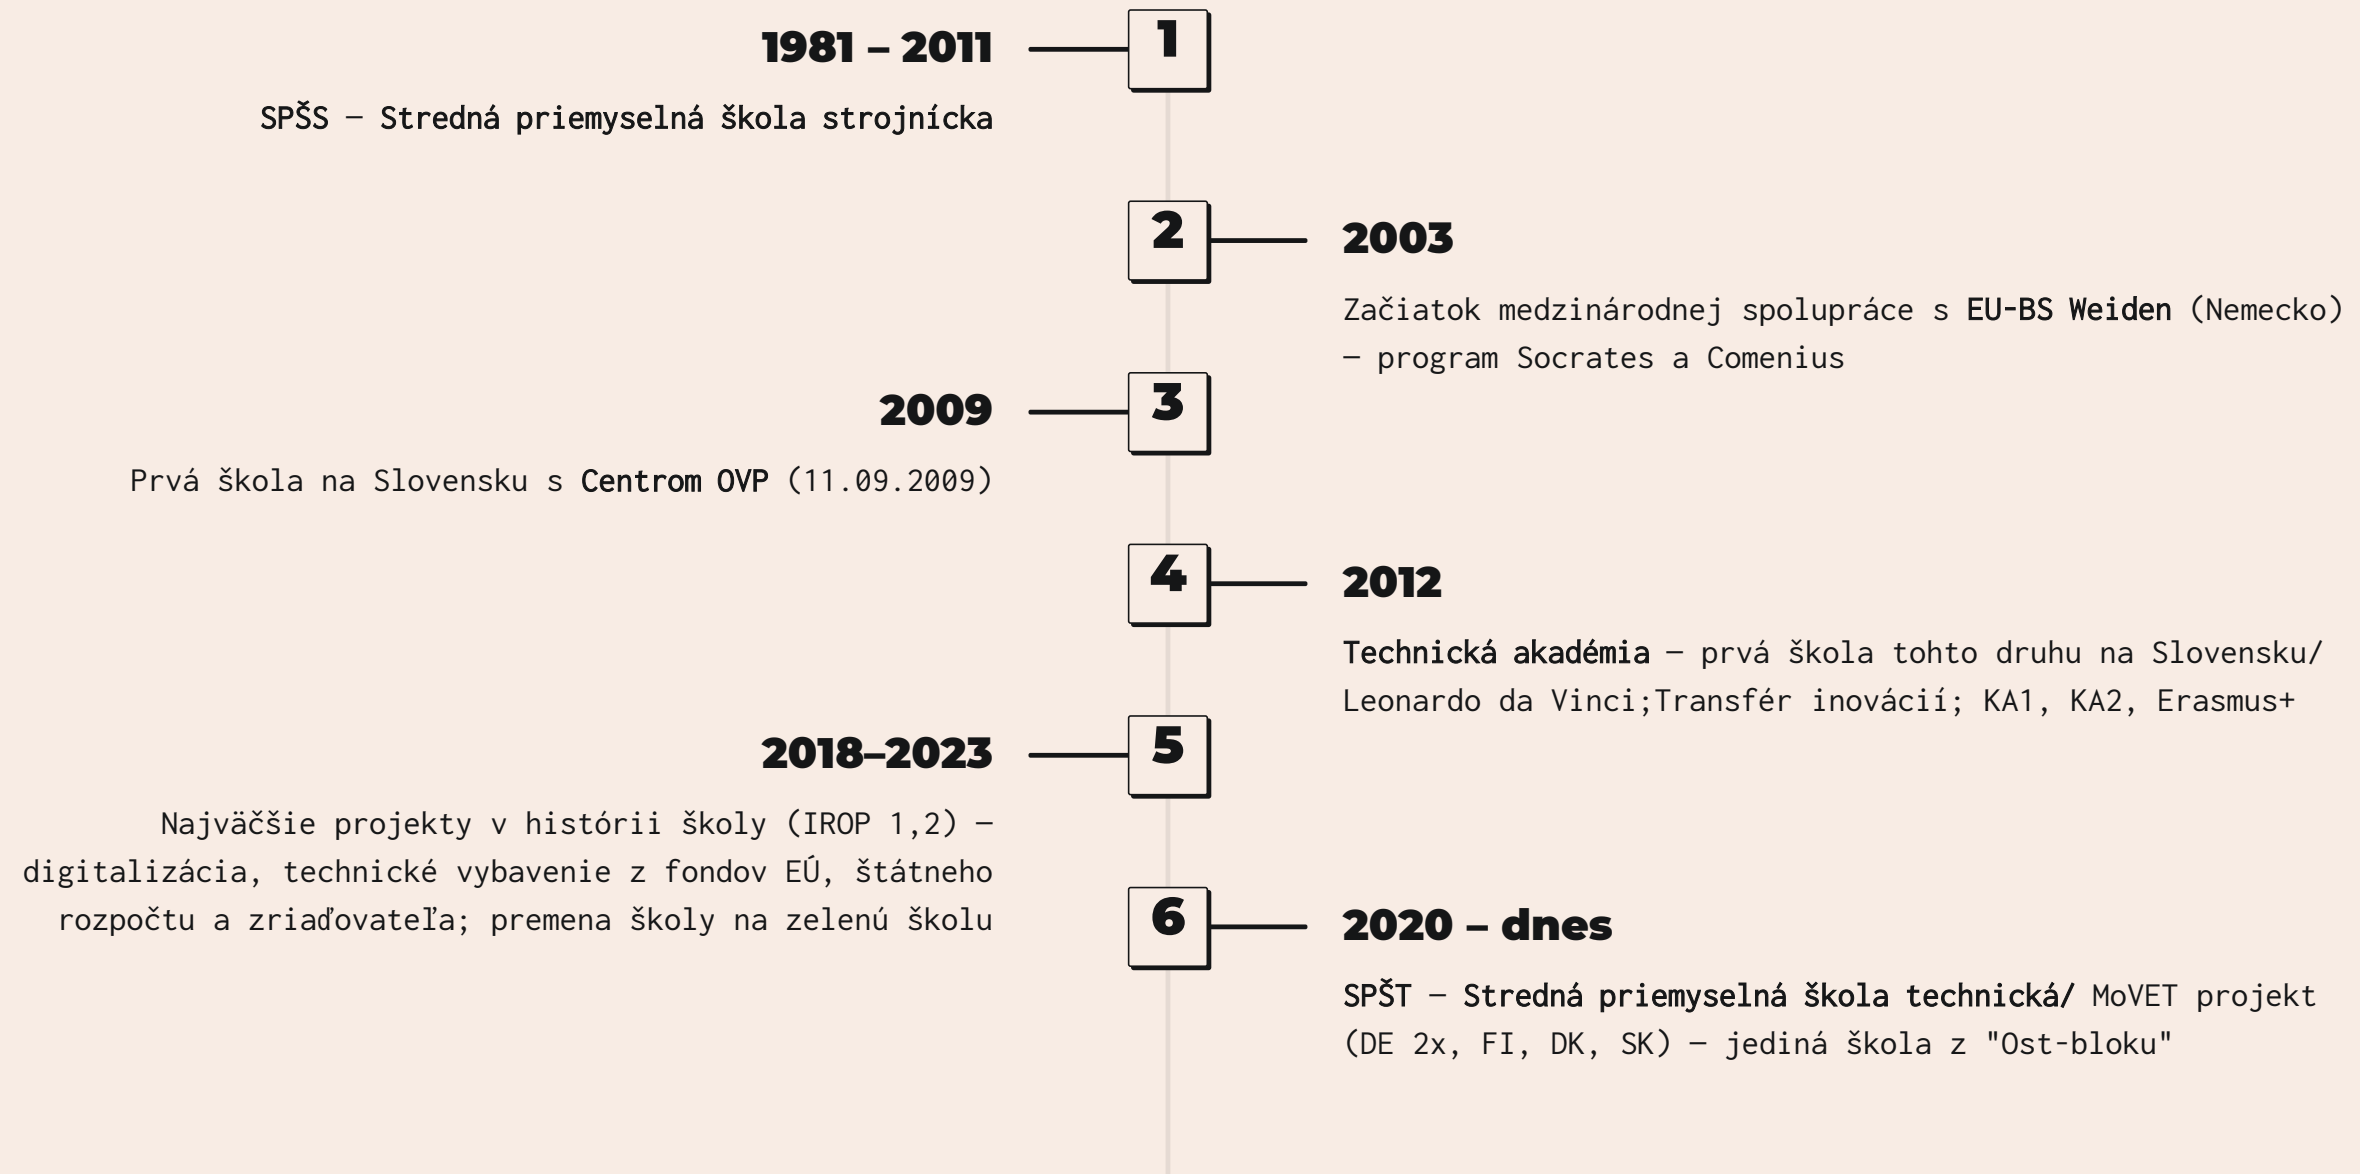 1
1981 – 2011
SPŠS – Stredná priemyselná škola strojnícka
2
2003
Začiatok medzinárodnej spolupráce s EU-BS Weiden (Nemecko)
– program Socrates a Comenius
3
2009
Prvá škola na Slovensku s Centrom OVP (11.09.2009)
4
2012
Technická akadémia – prvá škola tohto druhu na Slovensku/
Leonardo da Vinci;Transfér inovácií; KA1, KA2, Erasmus+
5
2018–2023
Najväčšie projekty v histórii školy (IROP 1,2) –
digitalizácia, technické vybavenie z fondov EÚ, štátneho
rozpočtu a zriaďovateľa; premena školy na zelenú školu
6
2020 – dnes
SPŠT – Stredná priemyselná škola technická/ MoVET projekt
(DE 2x, FI, DK, SK) – jediná škola z "Ost-bloku"